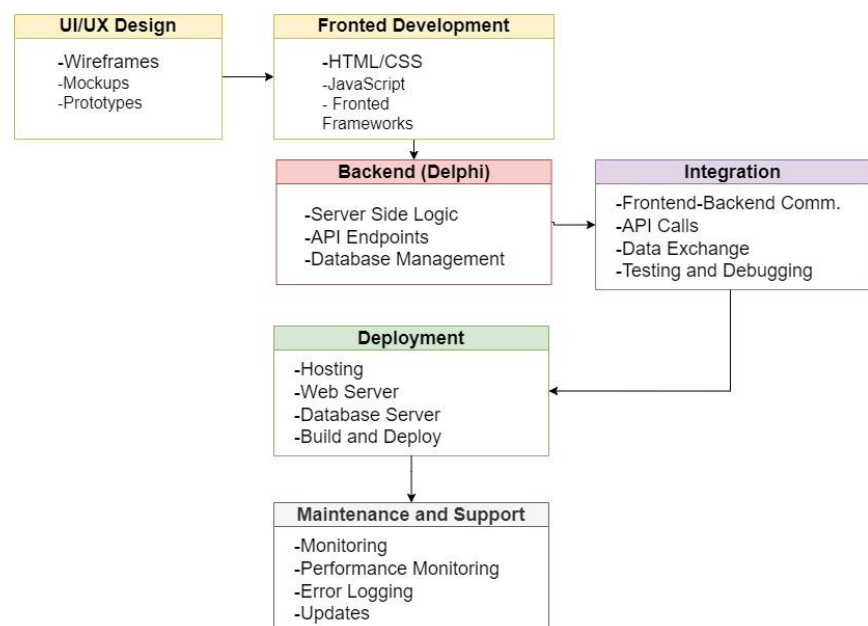 UI/UX Design
-Wireframes
-Mockups
-Prototypes
Fronted Development
-HTML/CSS
-JavaScript
- Fronted
Frameworks
Backend (Delphi)
-Server Side Logic
-API Endpoints
-Database Management
Integration
-Frontend-Backend Comm.
-API Calls
-Data Exchange
-Testing and Debugging
Deployment
-Hosting
-Web Server
-Database Server
-Build and Deploy
Maintenance and Support
-Monitoring
-Performance Monitoring
-Error Logging
-Updates